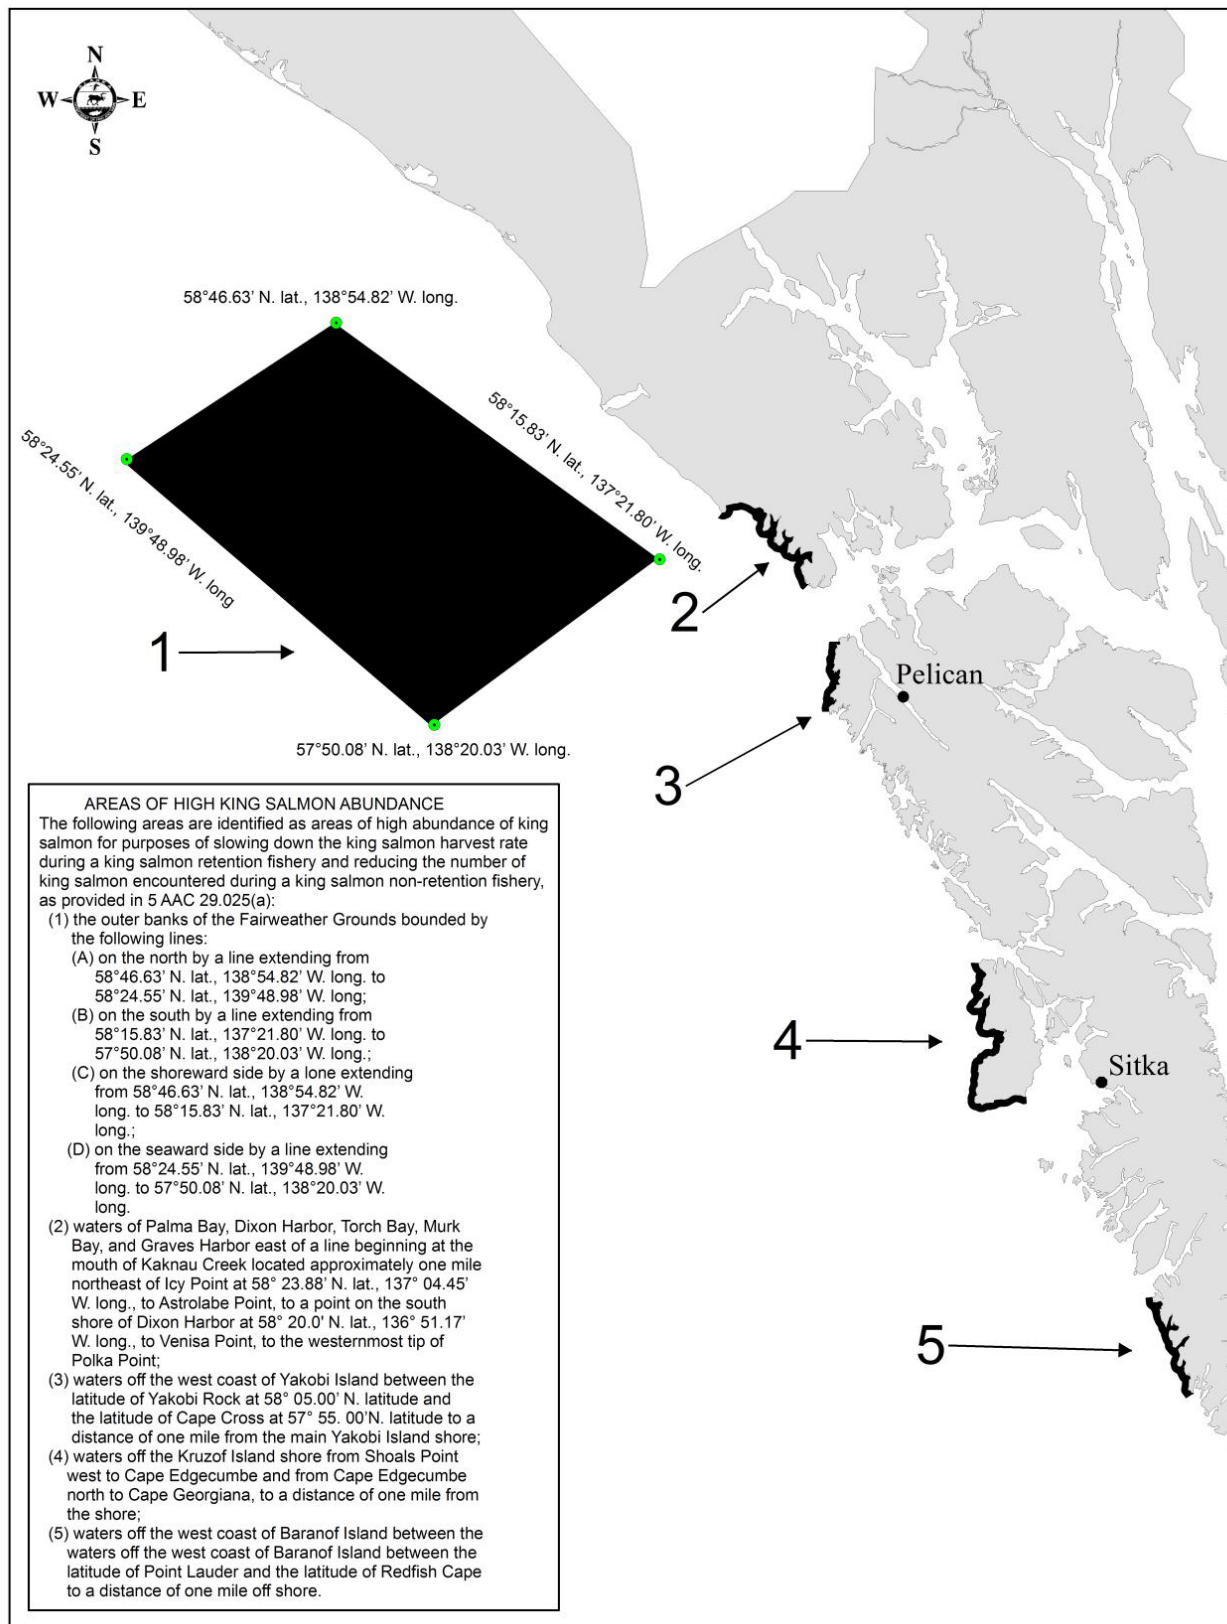 N
W E
S
58°46.63' N. lat., 138°54.82' W. long.
58°15.83' N. lat., 137°21.80' W. long.
58°24.55' N. lat., 139°48.98' W. long
57°50.08' N. lat., 138°20.03' W. long.
1
2
3
Pelican
4
Sitka
5
AREAS OF HIGH KING SALMON ABUNDANCE
The following areas are identified as areas of high abundance of king
salmon for purposes of slowing down the king salmon harvest rate
during a king salmon retention fishery and reducing the number of
king salmon encountered during a king salmon non-retention fishery,
as provided in 5 AAC 29.025(a):
(1) the outer banks of the Fairweather Grounds bounded by
the following lines:
(A) on the north by a line extending from
58°46.63' N. lat., 138°54.82' W. long. to
58°24.55' N. lat., 139°48.98' W. long;
(B) on the south by a line extending from
58°15.83' N. lat., 137°21.80' W. long. to
57°50.08' N. lat., 138°20.03' W. long.;
(C) on the shoreward side by a lone extending
from 58°46.63' N. lat., 138°54.82' W.
long. to 58°15.83' N. lat., 137°21.80' W.
long.;
(D) on the seaward side by a line extending
from 58°24.55' N. lat., 139°48.98' W.
long. to 57°50.08' N. lat., 138°20.03' W.
long.
(2) waters of Palma Bay, Dixon Harbor, Torch Bay, Murk
Bay, and Graves Harbor east of a line beginning at the
mouth of Kaknau Creek located approximately one mile
northeast of Icy Point at 58° 23.88' N. lat., 137° 04.45'
W. long., to Astrolabe Point, to a point on the south
shore of Dixon Harbor at 58° 20.0' N. lat., 136° 51.17'
W. long., to Venisa Point, to the westernmost tip of
Polka Point;
(3) waters off the west coast of Yakobi Island between the
latitude of Yakobi Rock at 58° 05.00' N. latitude and
the latitude of Cape Cross at 57° 55. 00'N. latitude to a
distance of one mile from the main Yakobi Island shore;
(4) waters off the Kruzof Island shore from Shoals Point
west to Cape Edgecumbe and from Cape Edgecumbe
north to Cape Georgiana, to a distance of one mile from
the shore;
(5) waters off the west coast of Baranof Island between the
waters off the west coast of Baranof Island between the
latitude of Point Lauder and the latitude of Redfish Cape
to a distance of one mile off shore.